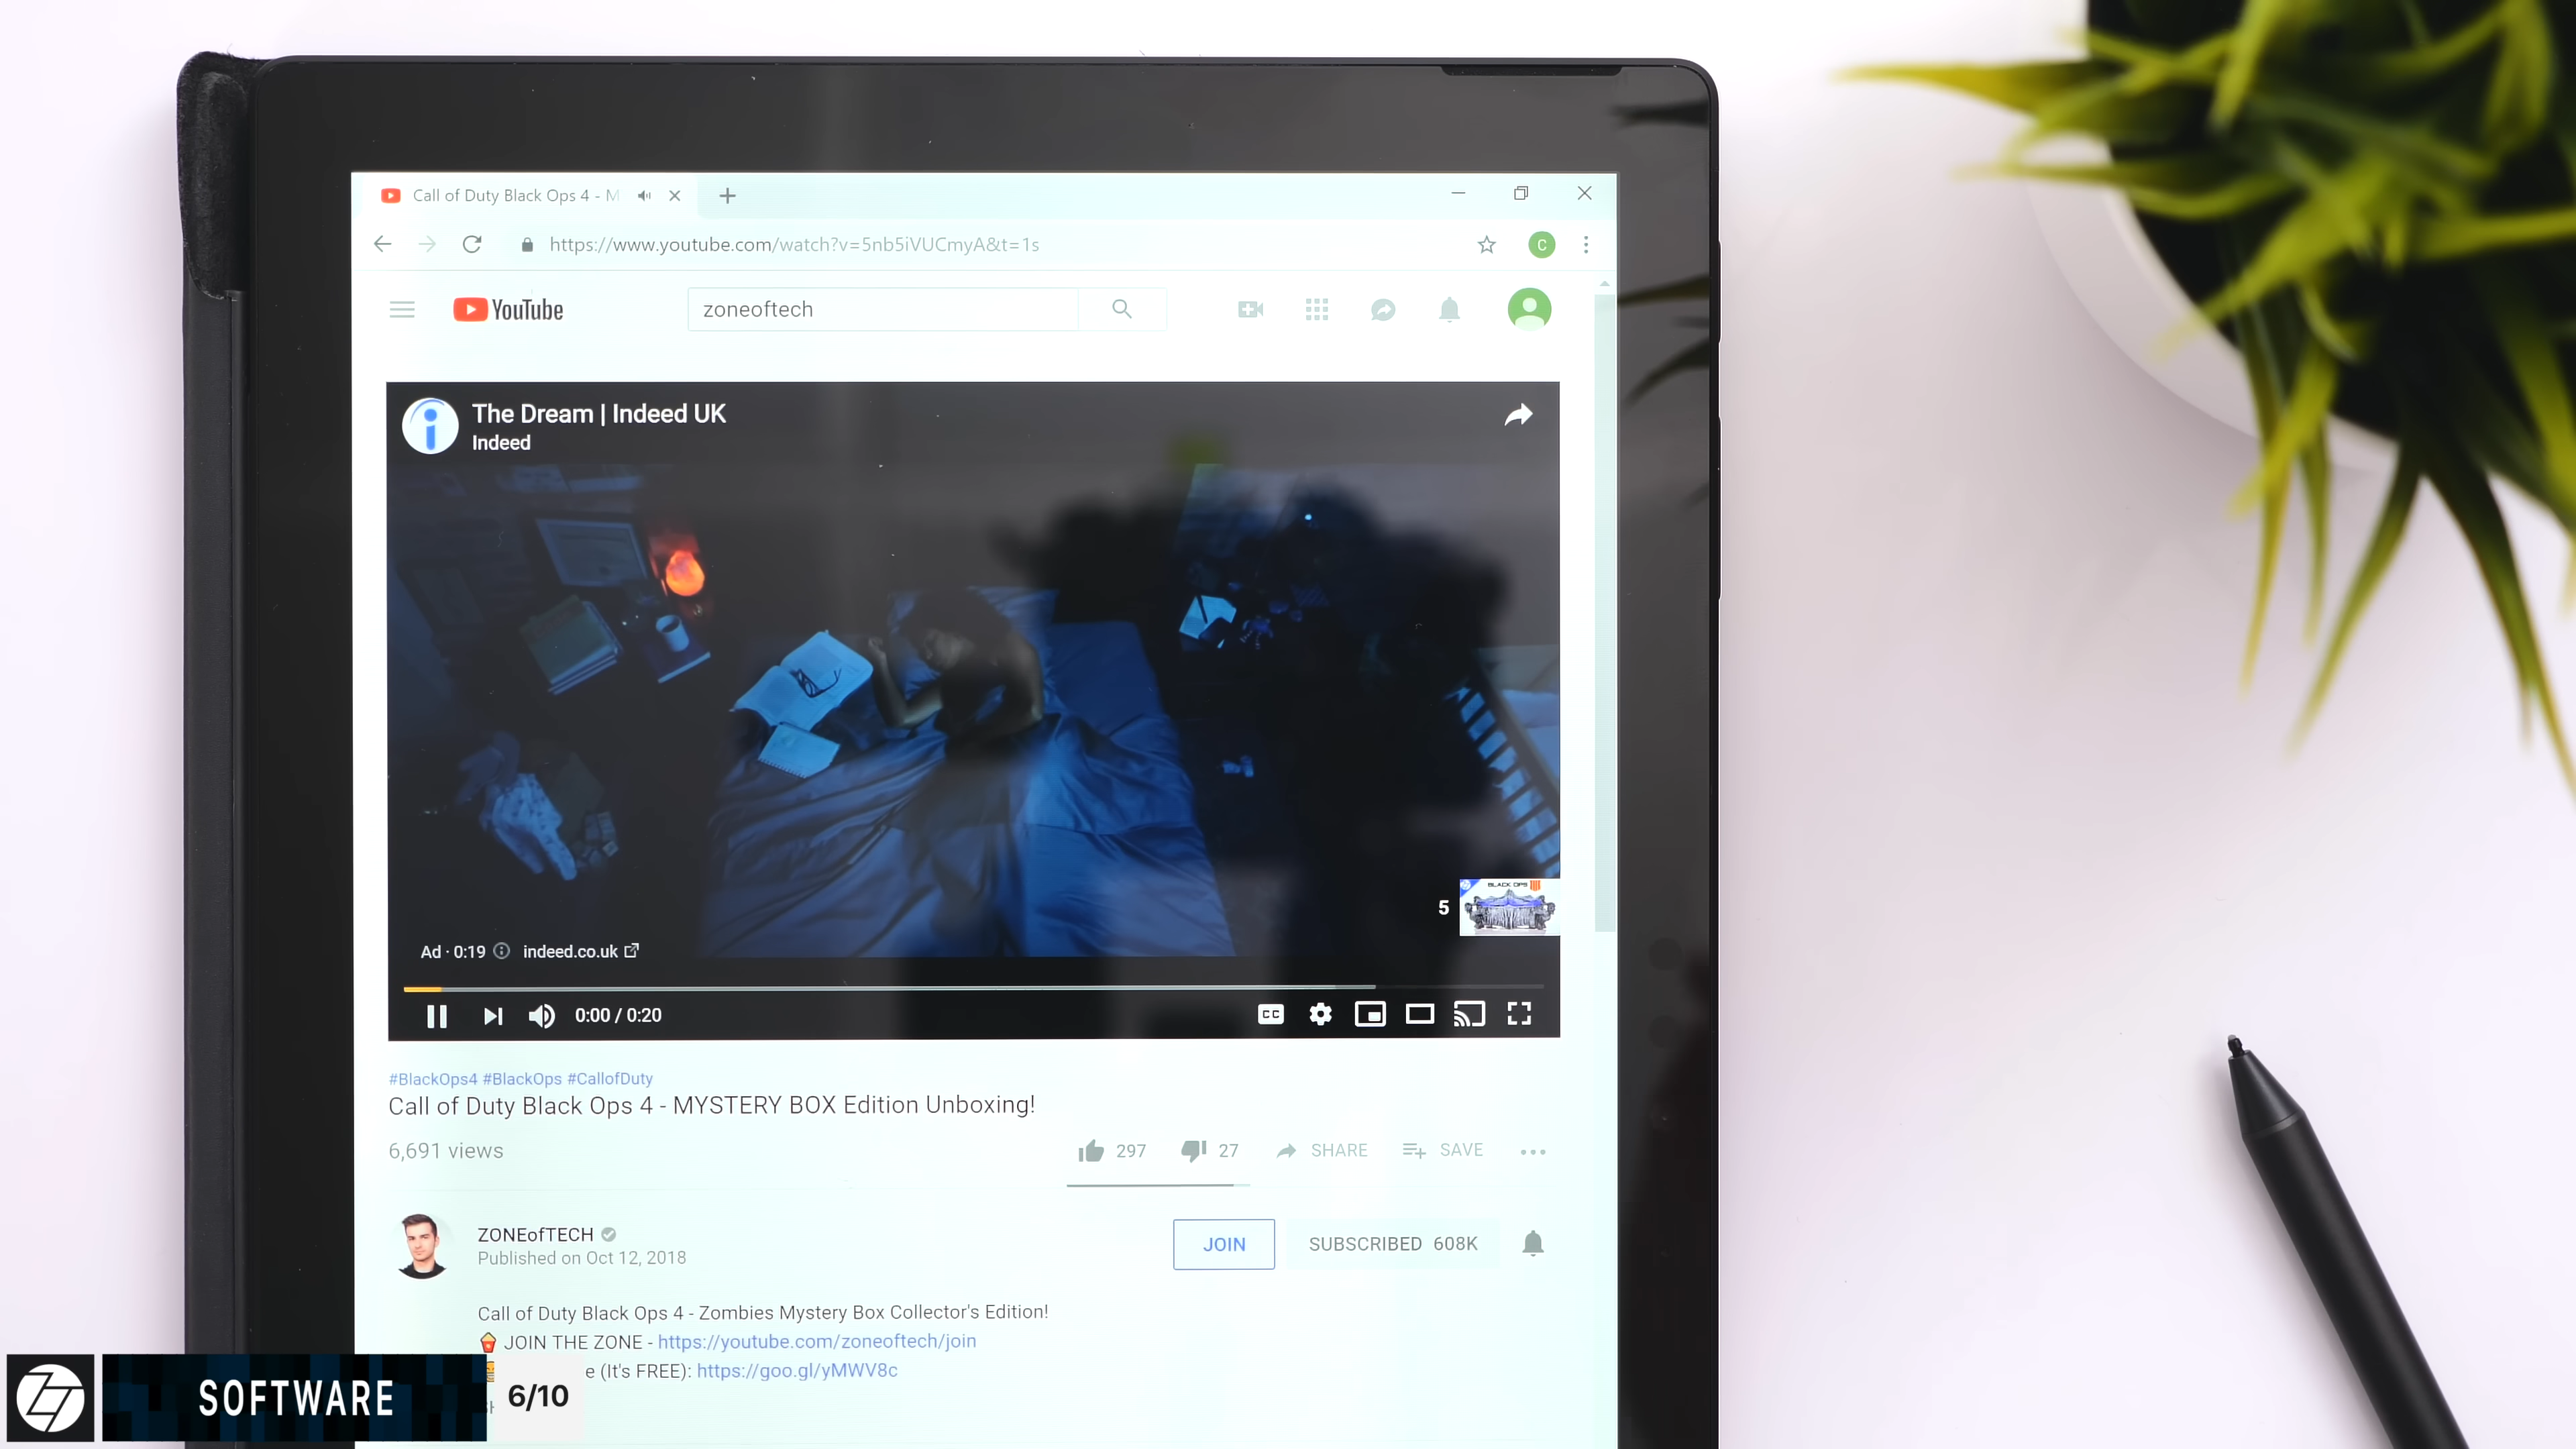 Call of Duty Black Ops 4 - M
https://www.youtube.com/watch?v=5nb5iVUCmyA&t=1s
C
YouTube
zoneoftech
The Dream | Indeed UK
Indeed
BLACK OPS
5
Ad · 0:19 indeed.co.uk
0:00 / 0:20
CC
#BlackOps4 #BlackOps #CallofDuty
Call of Duty Black Ops 4 - MYSTERY BOX Edition Unboxing!
6,691 views
297 27 SHARE SAVE
ZONEofTECH
Published on Oct 12, 2018
JOIN SUBSCRIBED 608K
Call of Duty Black Ops 4 - Zombies Mystery Box Collector's Edition!
JOIN THE ZONE - https://youtube.com/zoneoftech/join
e (It's FREE): https://goo.gl/yMWV8c
SOFTWARE 6/10